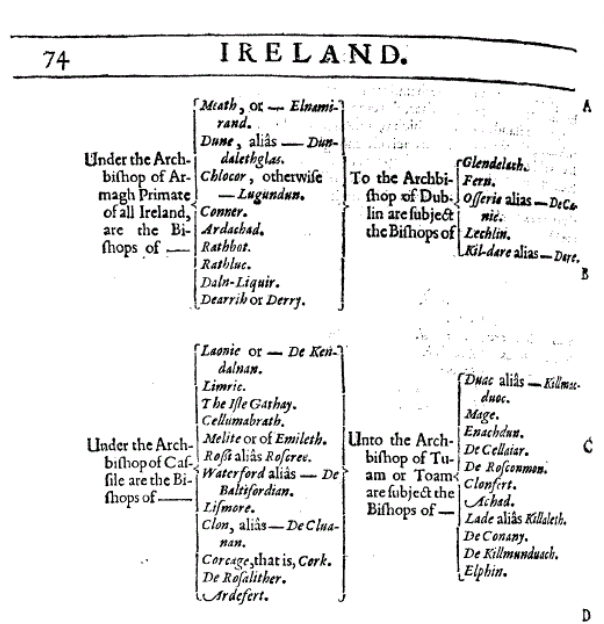 74 IRELAND.
A
Under the Arch-
bishop of Ar-
magh Primate
of all Ireland,
are the Bi-
shops of —
Meath, or — Elnami-
rand.
Dune, aliâs — Dun-
dalethglas.
Chlocor, otherwise
— Lugundun.
Conner.
Ardachad.
Rathbot.
Rathluc.
Daln-Liquir.
Dearrih or Derry.
To the Archbi-
shop of Dub-
lin are subject
the Bishops of
Glendelach.
Fern.
Osserie alias — De Ca-
nic.
Lechlin.
Kil-dare alias — Dare.
B
Under the Arch-
bishop of Cas-
sile are the Bi-
shops of —
Laonie or — De Ken-
dalnan.
Limric.
The Isle Gathay.
Cellumabrath.
Melite or of Emileth.
Rossi aliâs Roscree.
Waterford aliâs — De
Baltifordian.
Lismore.
Clon, aliâs — De Clua-
nan.
Corcage, that is, Cork.
De Rosalither.
Ardefert.
Unto the Arch-
bishop of Tu-
am or Toam
are subject the
Bishops of —
Duac aliâs — Killmac-
duoc.
Mage.
Enachdun.
De Cellaiar.
De Roscommon.
Clonfert.
Achad.
Lade aliâs Killaleth.
De Conany.
De Killmunduach.
Elphin.
C
D